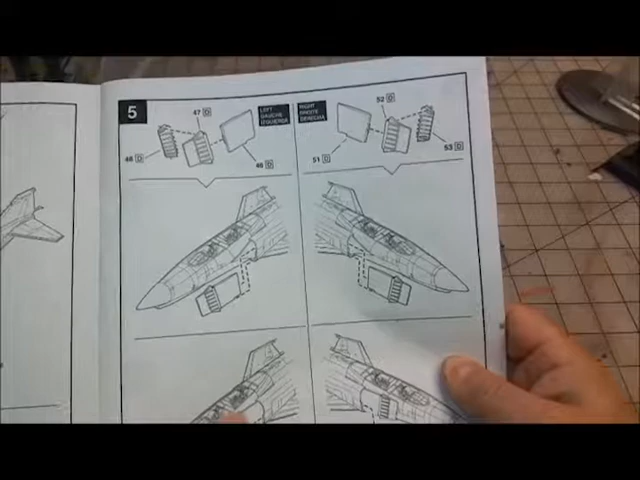 5
47 D
48 D
46 D
LEFT
GAUCHE
IZQUIERDA
RIGHT
DROITE
DERECHA
52 D
51 D
53 D